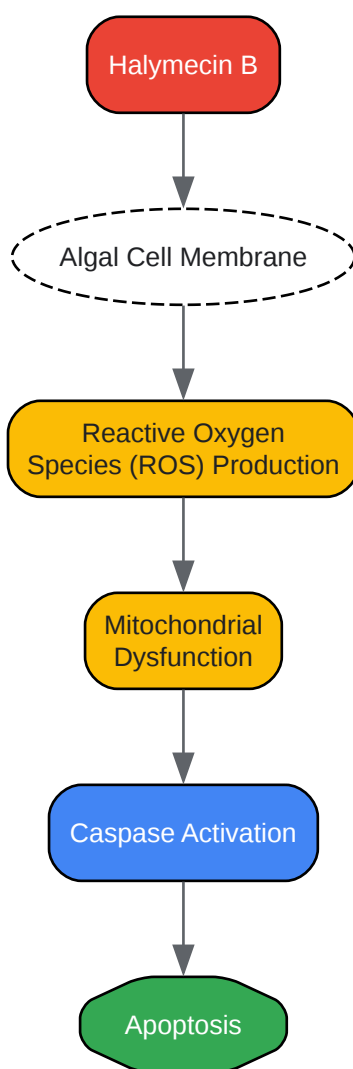 Halymecin B
Algal Cell Membrane
Reactive Oxygen
Species (ROS) Production
Mitochondrial
Dysfunction
Caspase Activation
Apoptosis